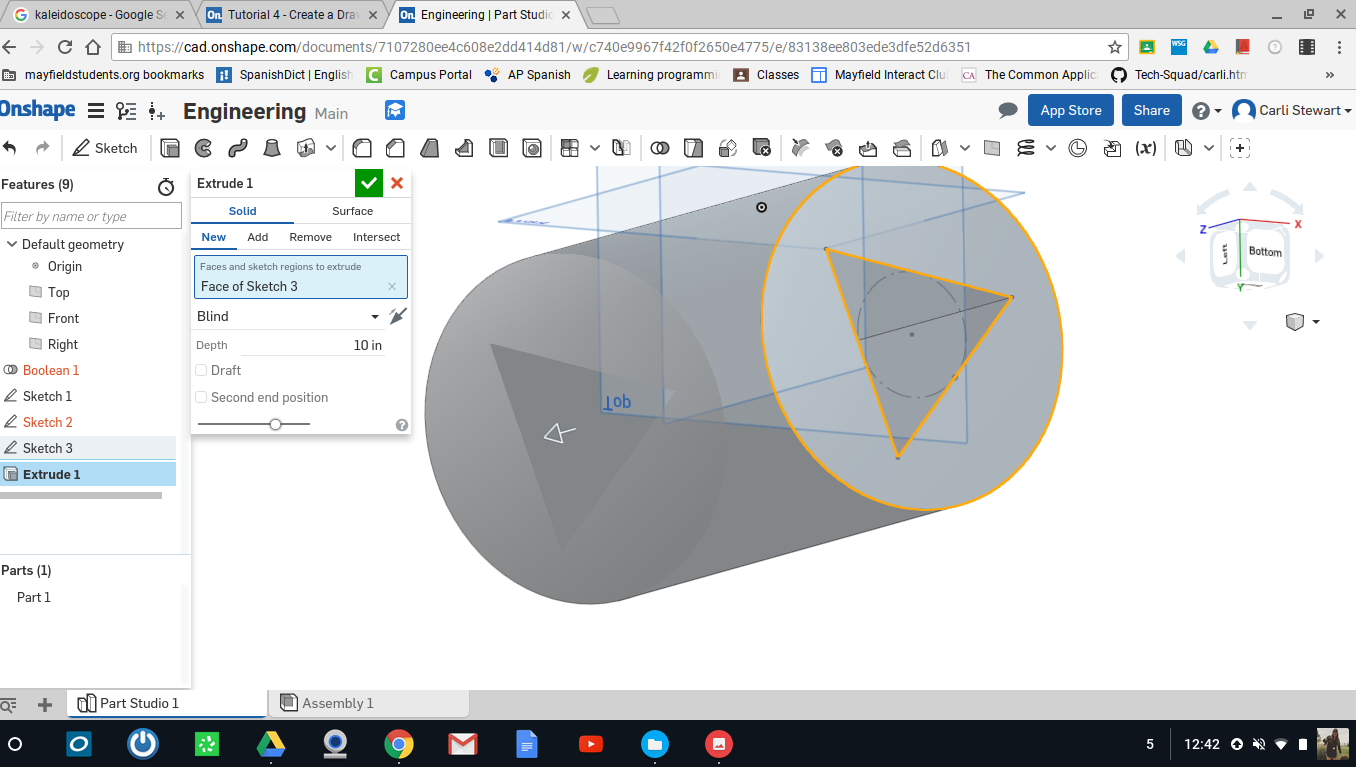 kaleidoscope - Google Se
Tutorial 4 - Create a Dra
Engineering | Part Studio
https://cad.onshape.com/documents/7107280ee4c608e2dd414d81/w/c740e9967f42f0f2650e4775/e/83138ee803ede3dfe52d6351
mayfieldstudents.org bookmarks
SpanishDict | English
Campus Portal
AP Spanish
Learning programmi
Classes
Mayfield Interact Clu
The Common Applic
Tech-Squad/carli.htm
Onshape
Engineering Main
App Store
Share
Carli Stewart
Sketch
(x)
Features (9)
Filter by name or type
Default geometry
Origin
Top
Front
Right
Boolean 1
Sketch 1
Sketch 2
Sketch 3
Extrude 1
Parts (1)
Part 1
Extrude 1
Solid Surface
New Add Remove Intersect
Faces and sketch regions to extrude
Face of Sketch 3
Blind
Depth 10 in
Draft
Second end position
Top
Z X
Left Bottom
Y
Part Studio 1
Assembly 1
5 12:42